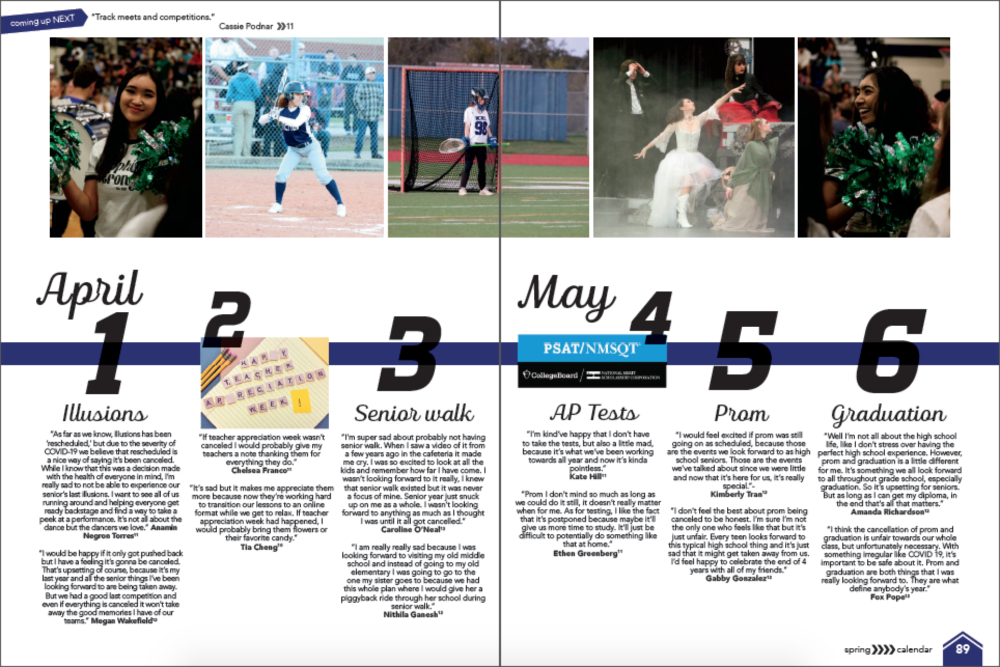 coming up NEXT
"Track meets and competitions."
Cassie Podnar 11
98
April
1
Illusions
"As far as we know, Illusions has been
'rescheduled,' but due to the severity of
COVID-19 we believe that rescheduled is
a nice way of saying it's been canceled.
While I know that this was a decision made
with the health of everyone in mind, I'm
really sad to not be able to experience our
senior's last illusions. I want to see all of us
running around and helping everyone get
ready backstage and find a way to take a
peek at a performance. It's not all about the
dance but the dancers we love." Anamin
Negron Torres¹¹
"I would be happy if it only got pushed back
but I have a feeling it's gonna be canceled.
That's upsetting of course, because it's my
last year and all the senior things I've been
looking forward to are being taken away.
But we had a good last competition and
even if everything is canceled it won't take
away the good memories I have of our
teams." Megan Wakefield¹²
2
HAP Y
TEACHER
AP RECIATION
WEEK !
"If teacher appreciation week wasn't
canceled I would probably give my
teachers a note thanking them for
everything they do."
Chelsea Franco¹¹
"It's sad but it makes me appreciate them
more because now they're working hard
to transition our lessons to an online
format while we get to relax. If teacher
appreciation week had happened, I
would probably bring them flowers or
their favorite candy."
Tia Cheng¹⁰
3
Senior walk
"I'm super sad about probably not having
senior walk. When I saw a video of it from
a few years ago in the cafeteria it made
me cry. I was so excited to look at all the
kids and remember how far I have come. I
wasn't looking forward to it really, I knew
that senior walk existed but it was never
a focus of mine. Senior year just snuck
up on me as a whole. I wasn't looking
forward to anything as much as I thought
I was until it all got cancelled."
Caroline O'Neal¹²
"I am really really sad because I was
looking forward to visiting my old middle
school and instead of going to my old
elementary I was going to go to the
one my sister goes to because we had
this whole plan where I would give her a
piggyback ride through her school during
senior walk."
Nithila Ganesh¹²
May
4
PSAT/NMSQT
CollegeBoard
NATIONAL MERIT
SCHOLARSHIP CORPORATION
AP Tests
"I'm kind've happy that I don't have
to take the tests, but also a little mad,
because it's what we've been working
towards all year and now it's kinda
pointless."
Kate Hill¹¹
"Prom I don't mind so much as long as
we could do it still, it doesn't really matter
when for me. As for testing, I like the fact
that it's postponed because maybe it'll
give us more time to study. It'll just be
difficult to potentially do something like
that at home."
Ethen Greenberg¹¹
5
Prom
"I would feel excited if prom was still
going on as scheduled, because those
are the events we look forward to as high
school seniors. Those are the events
we've talked about since we were little
and now that it's here for us, it's really
special."-
Kimberly Tran¹²
"I don't feel the best about prom being
canceled to be honest. I'm sure I'm not
the only one who feels like that but it's
just unfair. Every teen looks forward to
this typical high school thing and it's just
sad that it might get taken away from us.
I'd feel happy to celebrate the end of 4
years with all of my friends."
Gabby Gonzalez¹²
6
Graduation
"Well I'm not all about the high school
life, like I don't stress over having the
perfect high school experience. However,
prom and graduation is a little different
for me. It's something we all look forward
to all throughout grade school, especially
graduation. So it's upsetting for seniors.
But as long as I can get my diploma, in
the end that's all that matters."
Amanda Richardson¹²
"I think the cancellation of prom and
graduation is unfair towards our whole
class, but unfortunately necessary. With
something irregular like COVID 19, it's
important to be safe about it. Prom and
graduation are both things that I was
really looking forward to. They are what
define anybody's year."
Fox Pope¹²
spring calendar
89